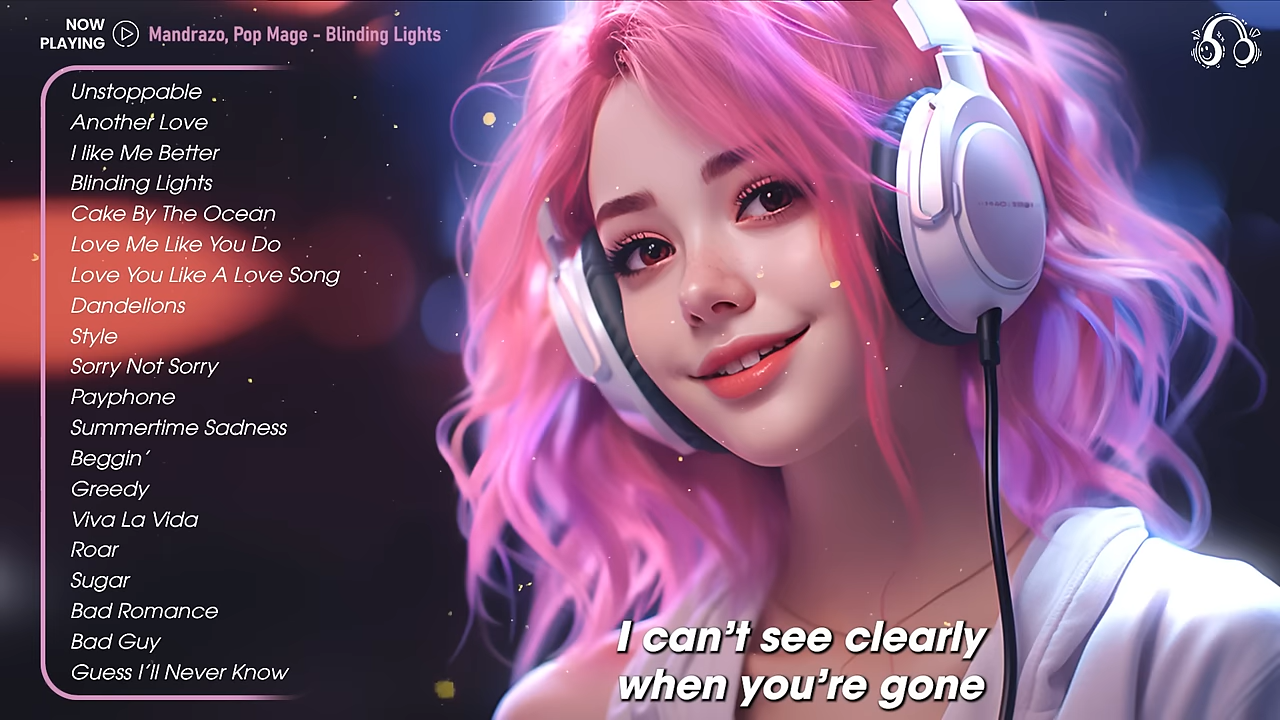 NOW
PLAYING
Mandrazo, Pop Mage - Blinding Lights
Unstoppable
Another Love
I like Me Better
Blinding Lights
Cake By The Ocean
Love Me Like You Do
Love You Like A Love Song
Dandelions
Style
Sorry Not Sorry
Payphone
Summertime Sadness
Beggin’
Greedy
Viva La Vida
Roar
Sugar
Bad Romance
Bad Guy
Guess I’ll Never Know
I can’t see clearly
when you’re gone